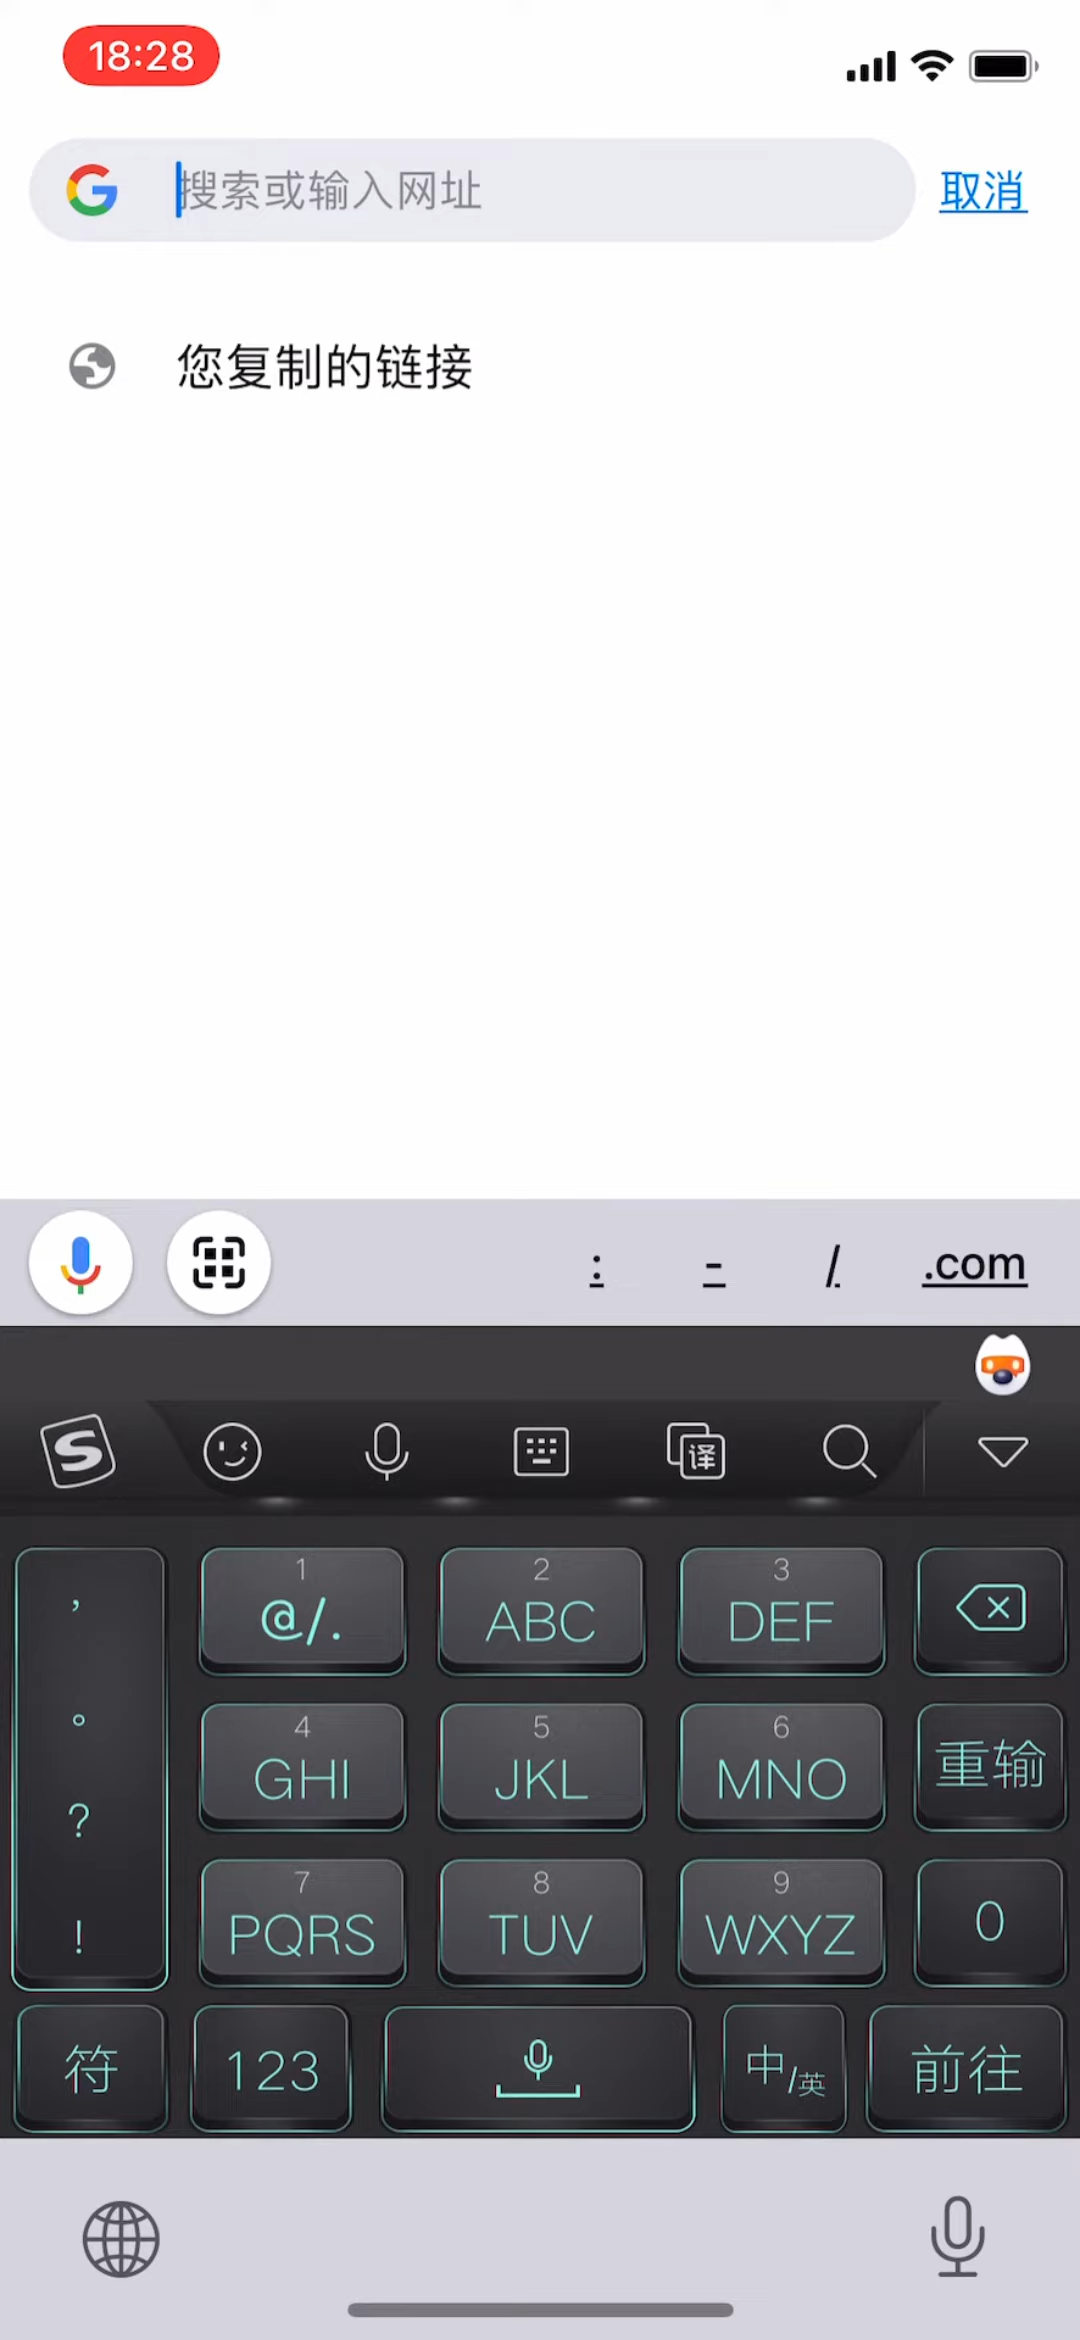 18:28
搜索或输入网址
取消
您复制的链接
: - / .com
译
, 1 @/. 2 ABC 3 DEF
。 4 GHI 5 JKL 6 MNO 重输
?
! 7 PQRS 8 TUV 9 WXYZ 0
符 123 中/英 前往